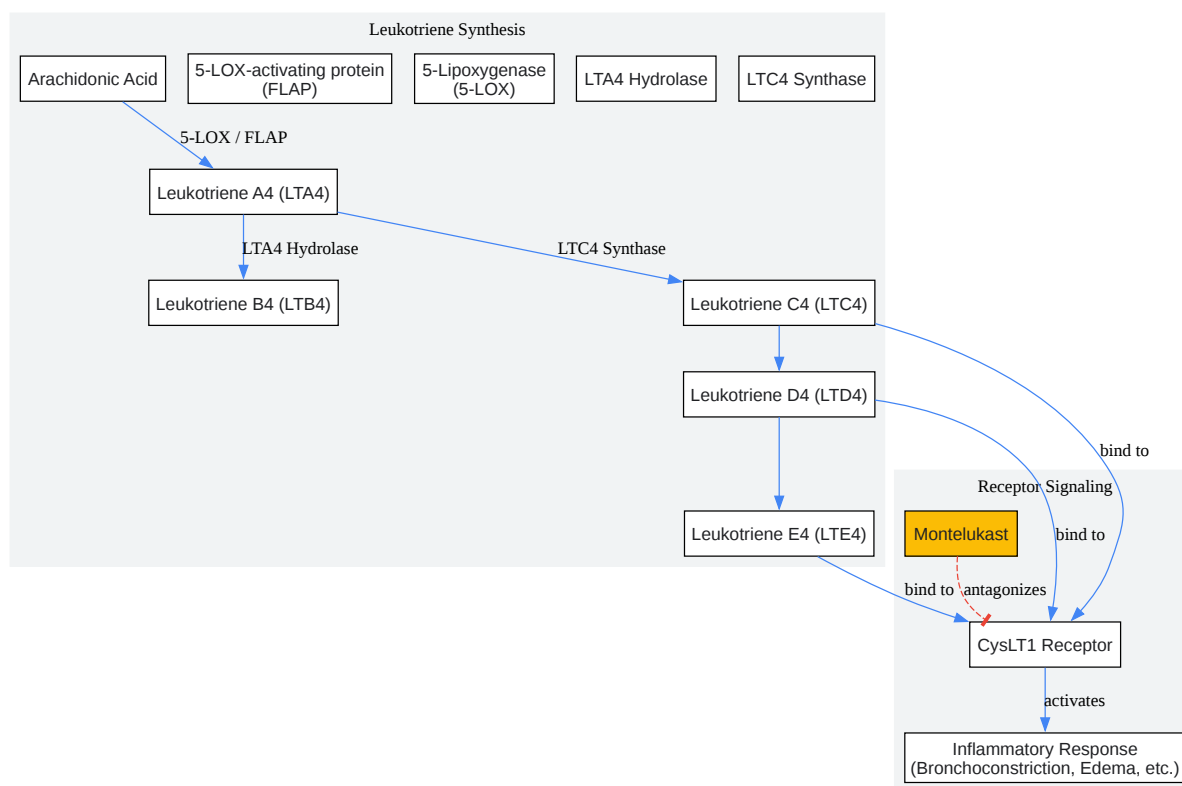 Leukotriene Synthesis
Arachidonic Acid
5-LOX-activating protein
(FLAP)
5-Lipoxygenase
(5-LOX)
LTA4 Hydrolase
LTC4 Synthase
5-LOX / FLAP
Leukotriene A4 (LTA4)
LTA4 Hydrolase
LTC4 Synthase
Leukotriene B4 (LTB4)
Leukotriene C4 (LTC4)
Leukotriene D4 (LTD4)
bind to
Receptor Signaling
Leukotriene E4 (LTE4)
Montelukast
bind to
bind to
antagonizes
CysLT1 Receptor
activates
Inflammatory Response
(Bronchoconstriction, Edema, etc.)